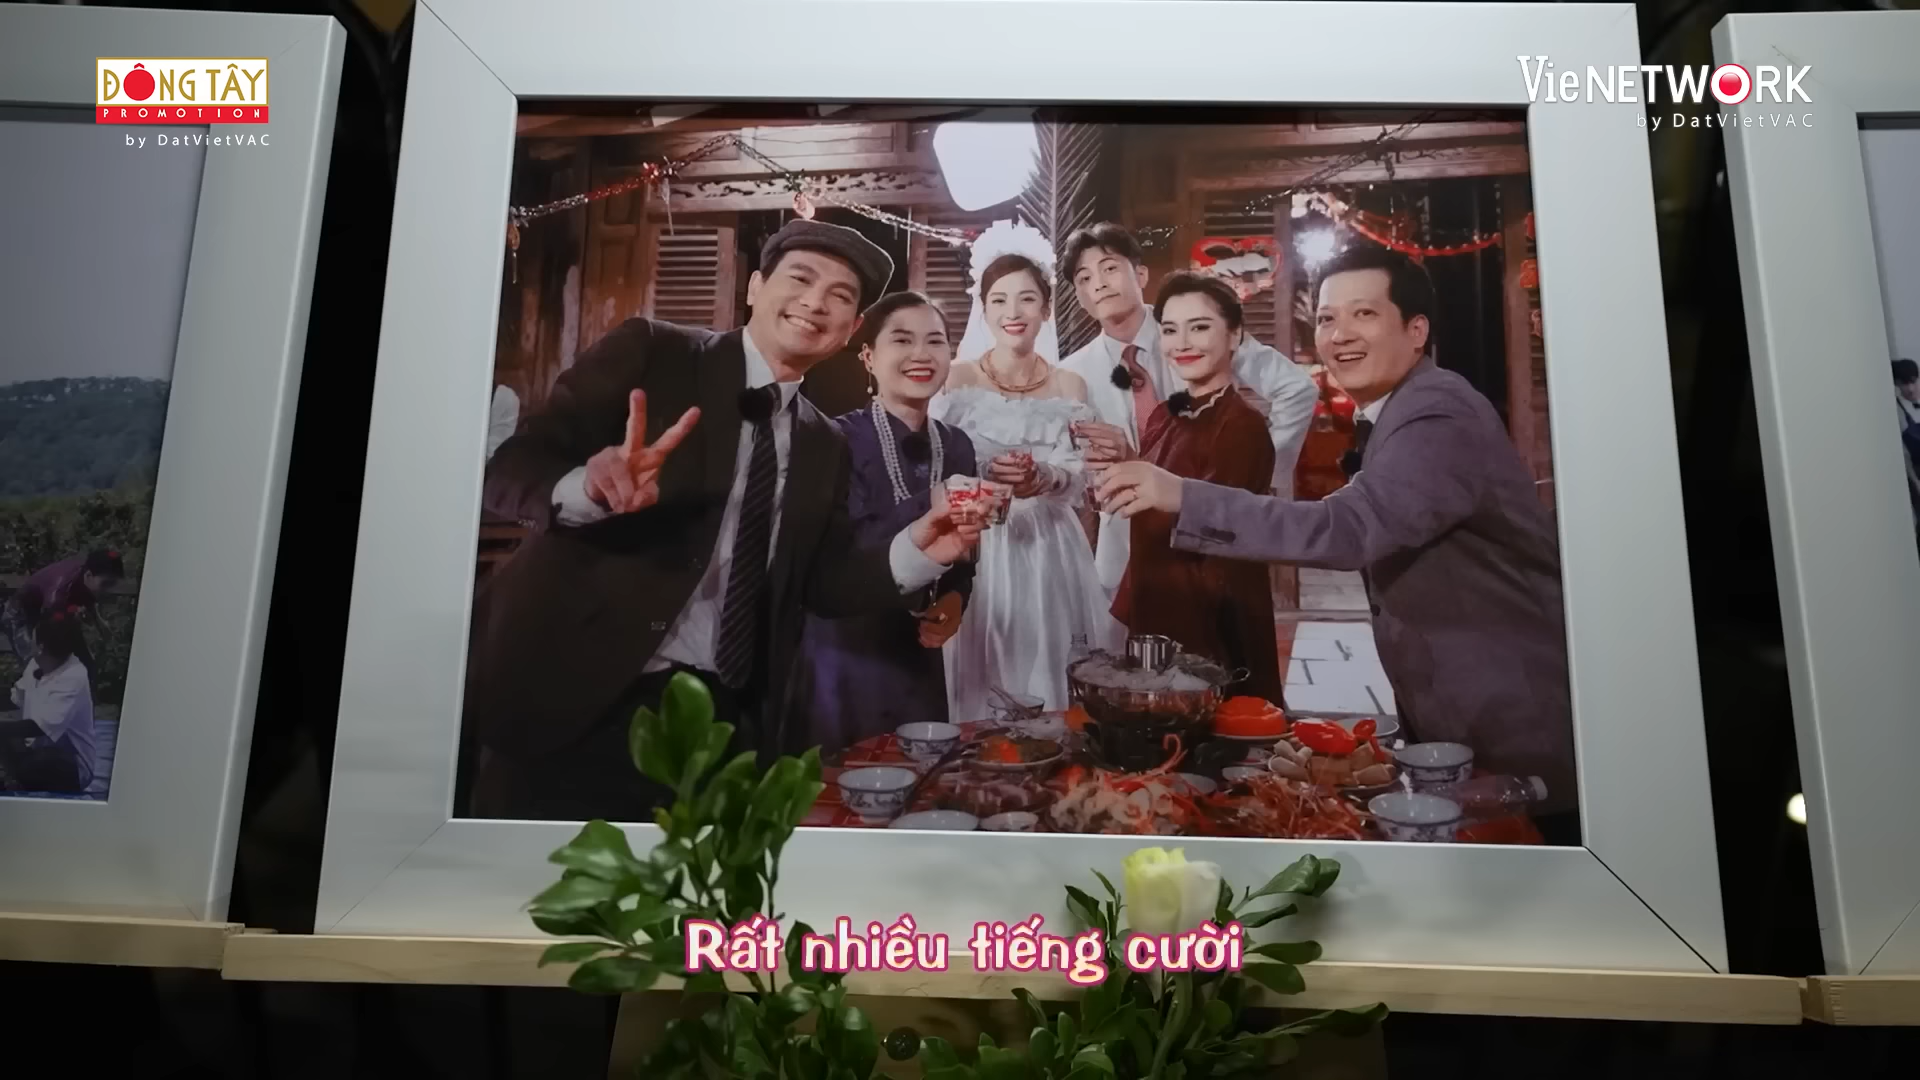 ĐÔNG TÂY
PROMOTION
by DatVietVAC
VieNETWORK
by DatVietVAC
Rất nhiều tiếng cười